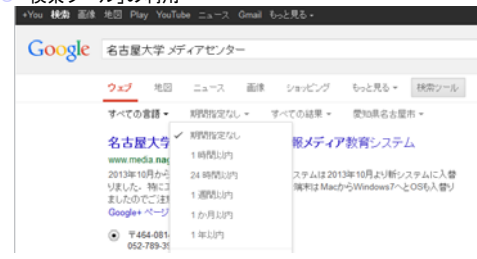 「検索ツール」の利用
+You 検索 画像 地図 Play YouTube ニュース Gmail もっと見る
Google 名古屋大学 メディアセンター
ウェブ 地図 ニュース 画像 ショッピング もっと見る 検索ツール
すべての言語 期間指定なし すべての結果 愛知県名古屋市
名古屋大学 報メディア教育システム
✓ 期間指定なし
www.media.nag
1 時間以内
2013年10月から ステムは2013年10月より新システムに入替
24 時間以内
りました。特にコ 端末はMacからWindows7へとOSも入替り
1 週間以内
ましたのでご注
Google+ ページ
1 か月以内
〒464-081
1 年以内
052-789-39